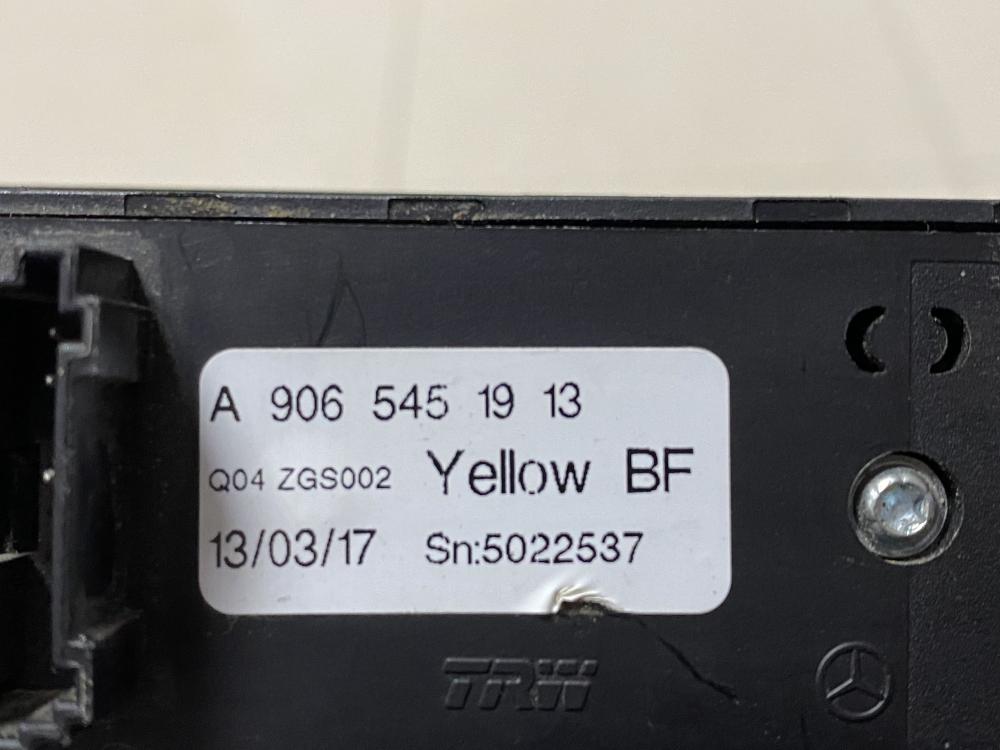 A 906 545 19 13
Q04 ZGS002 Yellow BF
13/03/17 Sn:5022537
TRW